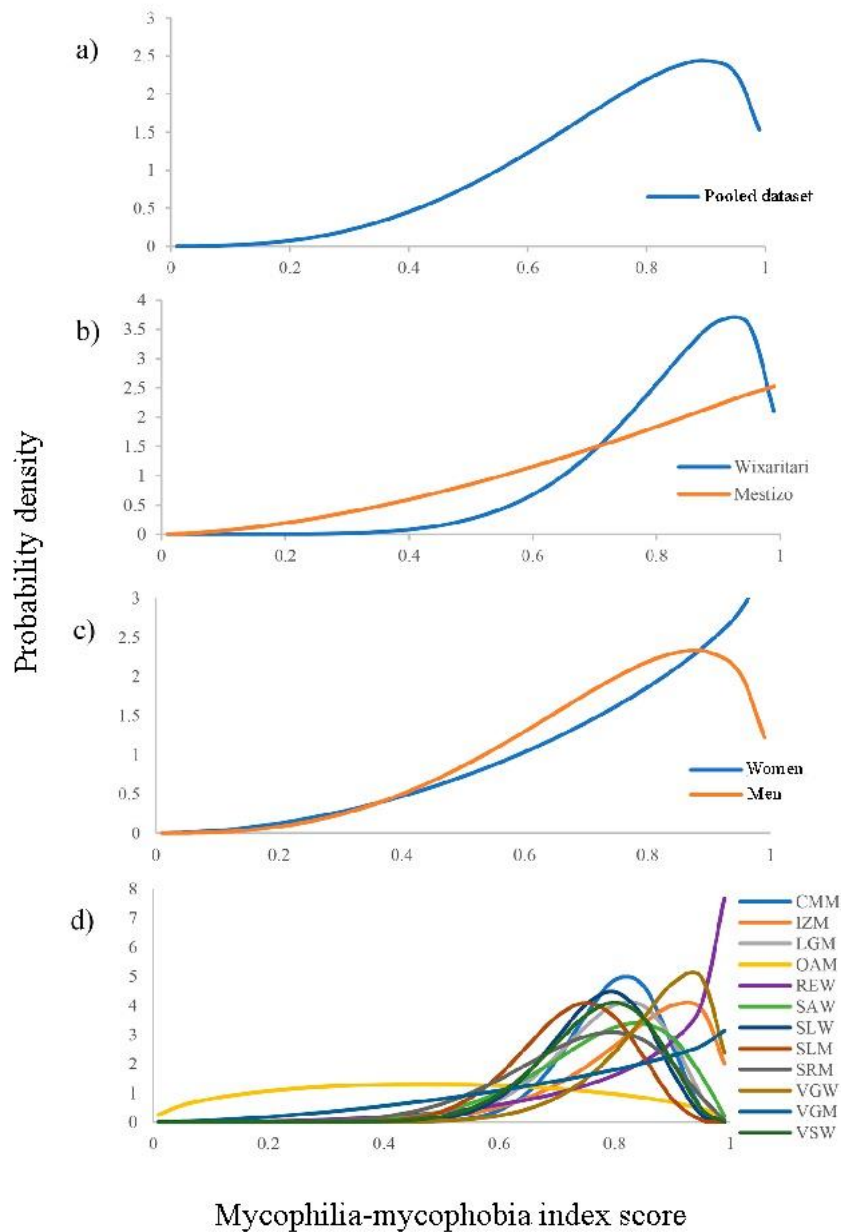 Probability density
a)
3
2.5
2
1.5
1
0.5
0
0 0.2 0.4 0.6 0.8 1
Pooled dataset
b)
4
3.5
3
2.5
2
1.5
1
0.5
0
0 0.2 0.4 0.6 0.8 1
Wixaritari
Mestizo
c)
3
2.5
2
1.5
1
0.5
0
0 0.2 0.4 0.6 0.8 1
Women
Men
d)
8
7
6
5
4
3
2
1
0
0 0.2 0.4 0.6 0.8 1
CMM
IZM
LGM
OAM
REW
SAW
SLW
SLM
SRM
VGW
VGM
VSW
Mycophilia-mycophobia index score